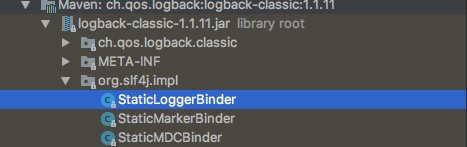 Maven: ch.qos.logback:logback-classic:1.1.11
logback-classic-1.1.11.jar library root
ch.qos.logback.classic
META-INF
org.slf4j.impl
StaticLoggerBinder
StaticMarkerBinder
StaticMDCBinder